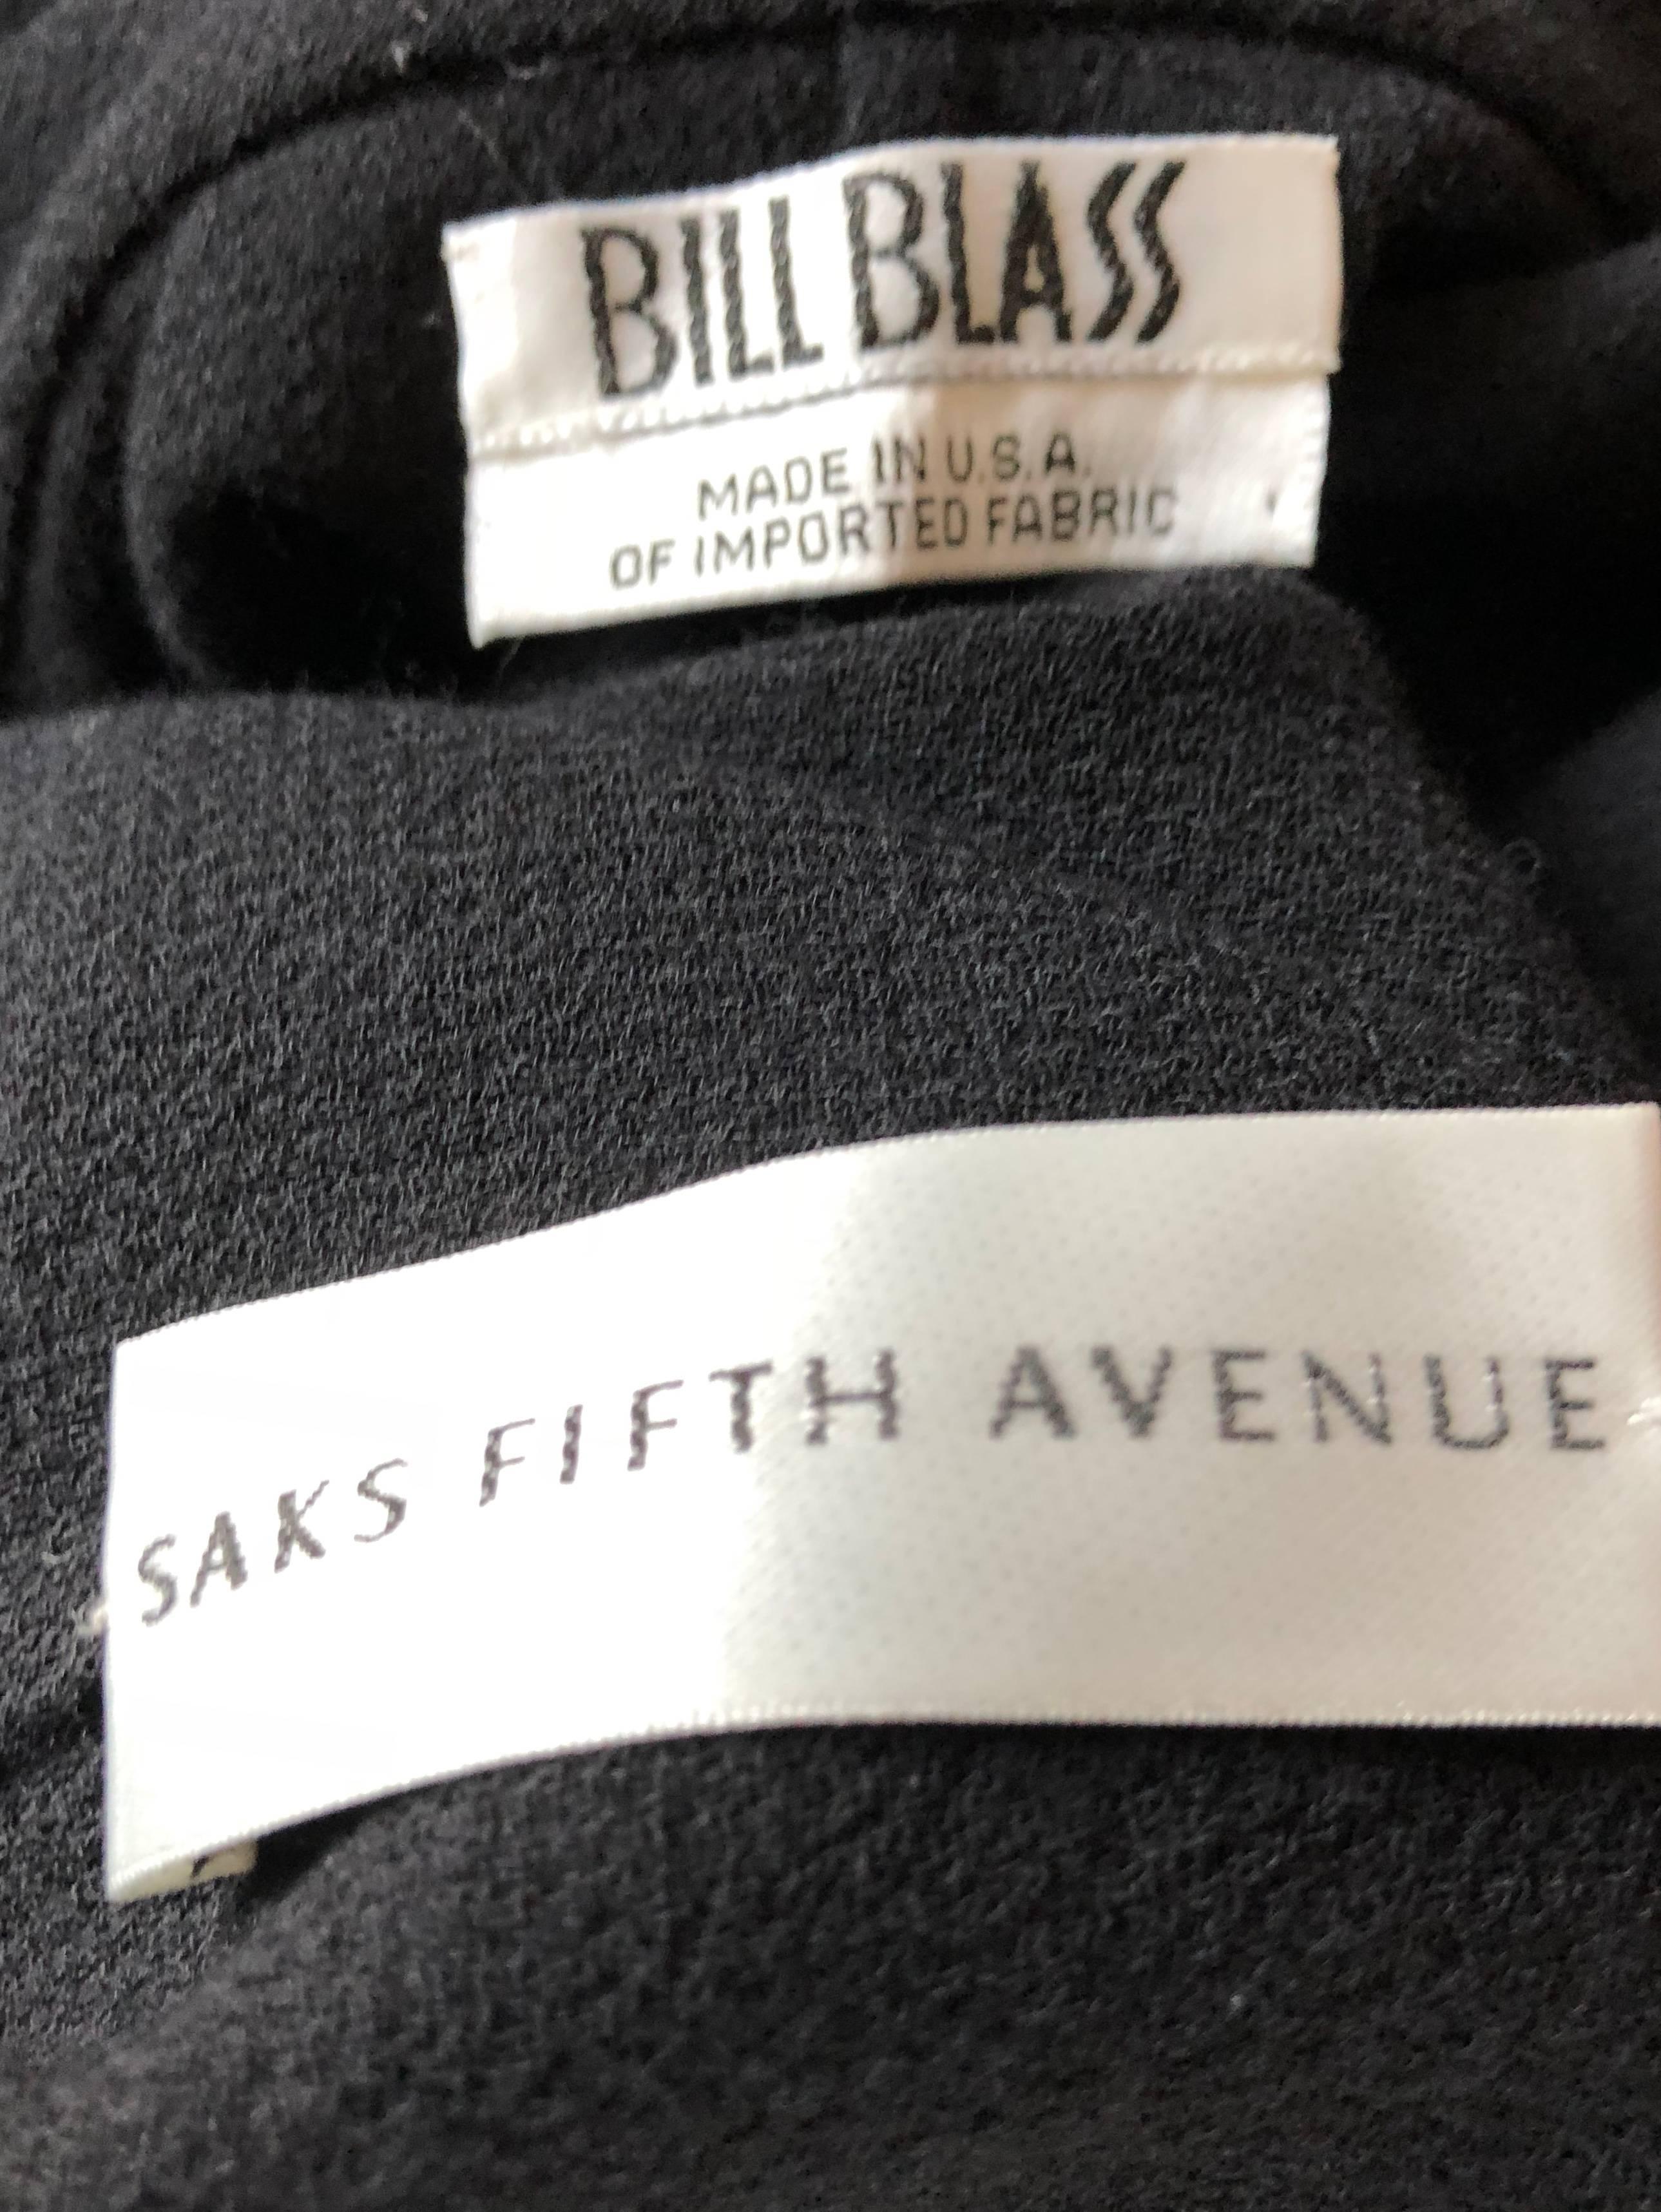 BILL BLASS
MADE IN U.S.A.
OF IMPORTED FABRIC
SAKS FIFTH AVENUE